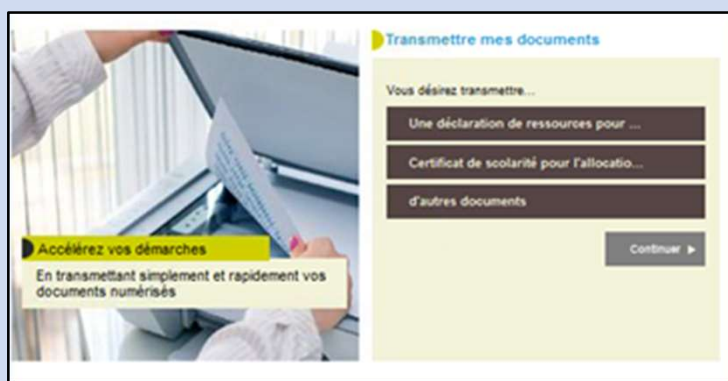 Transmettre mes documents
Vous désirez transmettre...
Une déclaration de ressources pour ...
Certificat de scolarité pour l'allocatio...
d'autres documents
Continuer
Accélérez vos démarches
En transmettant simplement et rapidement vos
documents numérisés